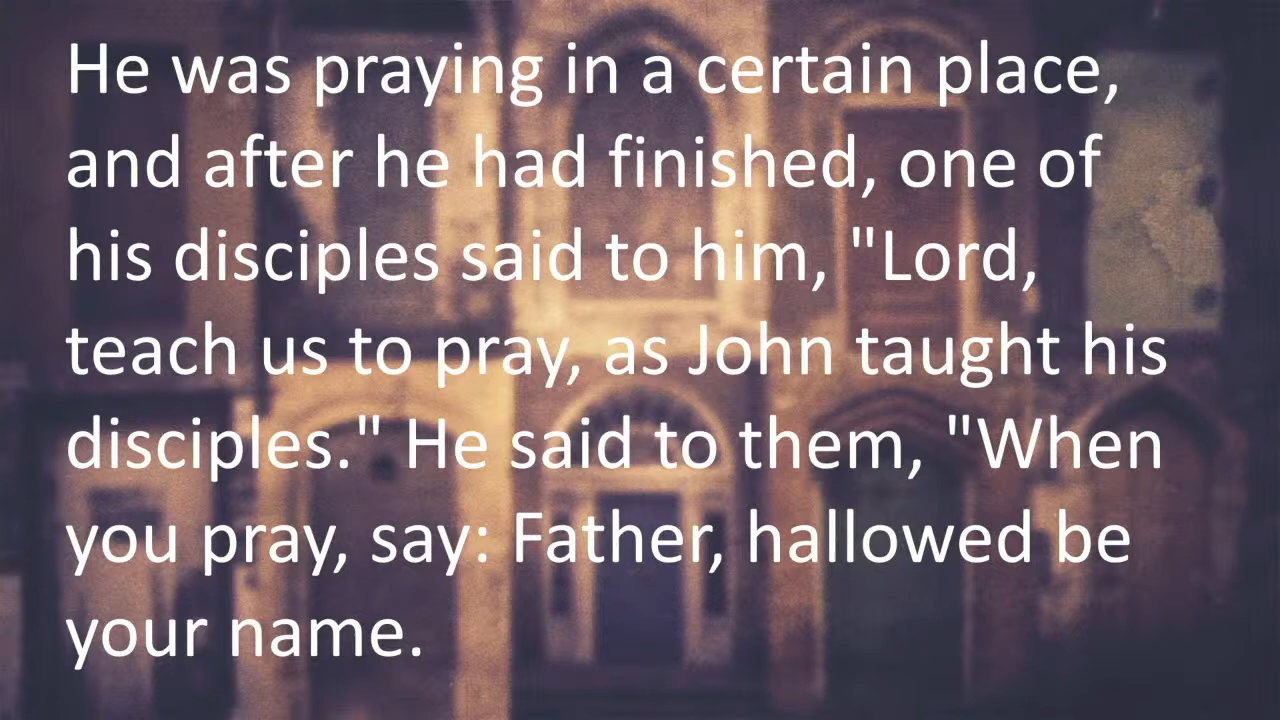 He was praying in a certain place,
and after he had finished, one of
his disciples said to him, "Lord,
teach us to pray, as John taught his
disciples." He said to them, "When
you pray, say: Father, hallowed be
your name.